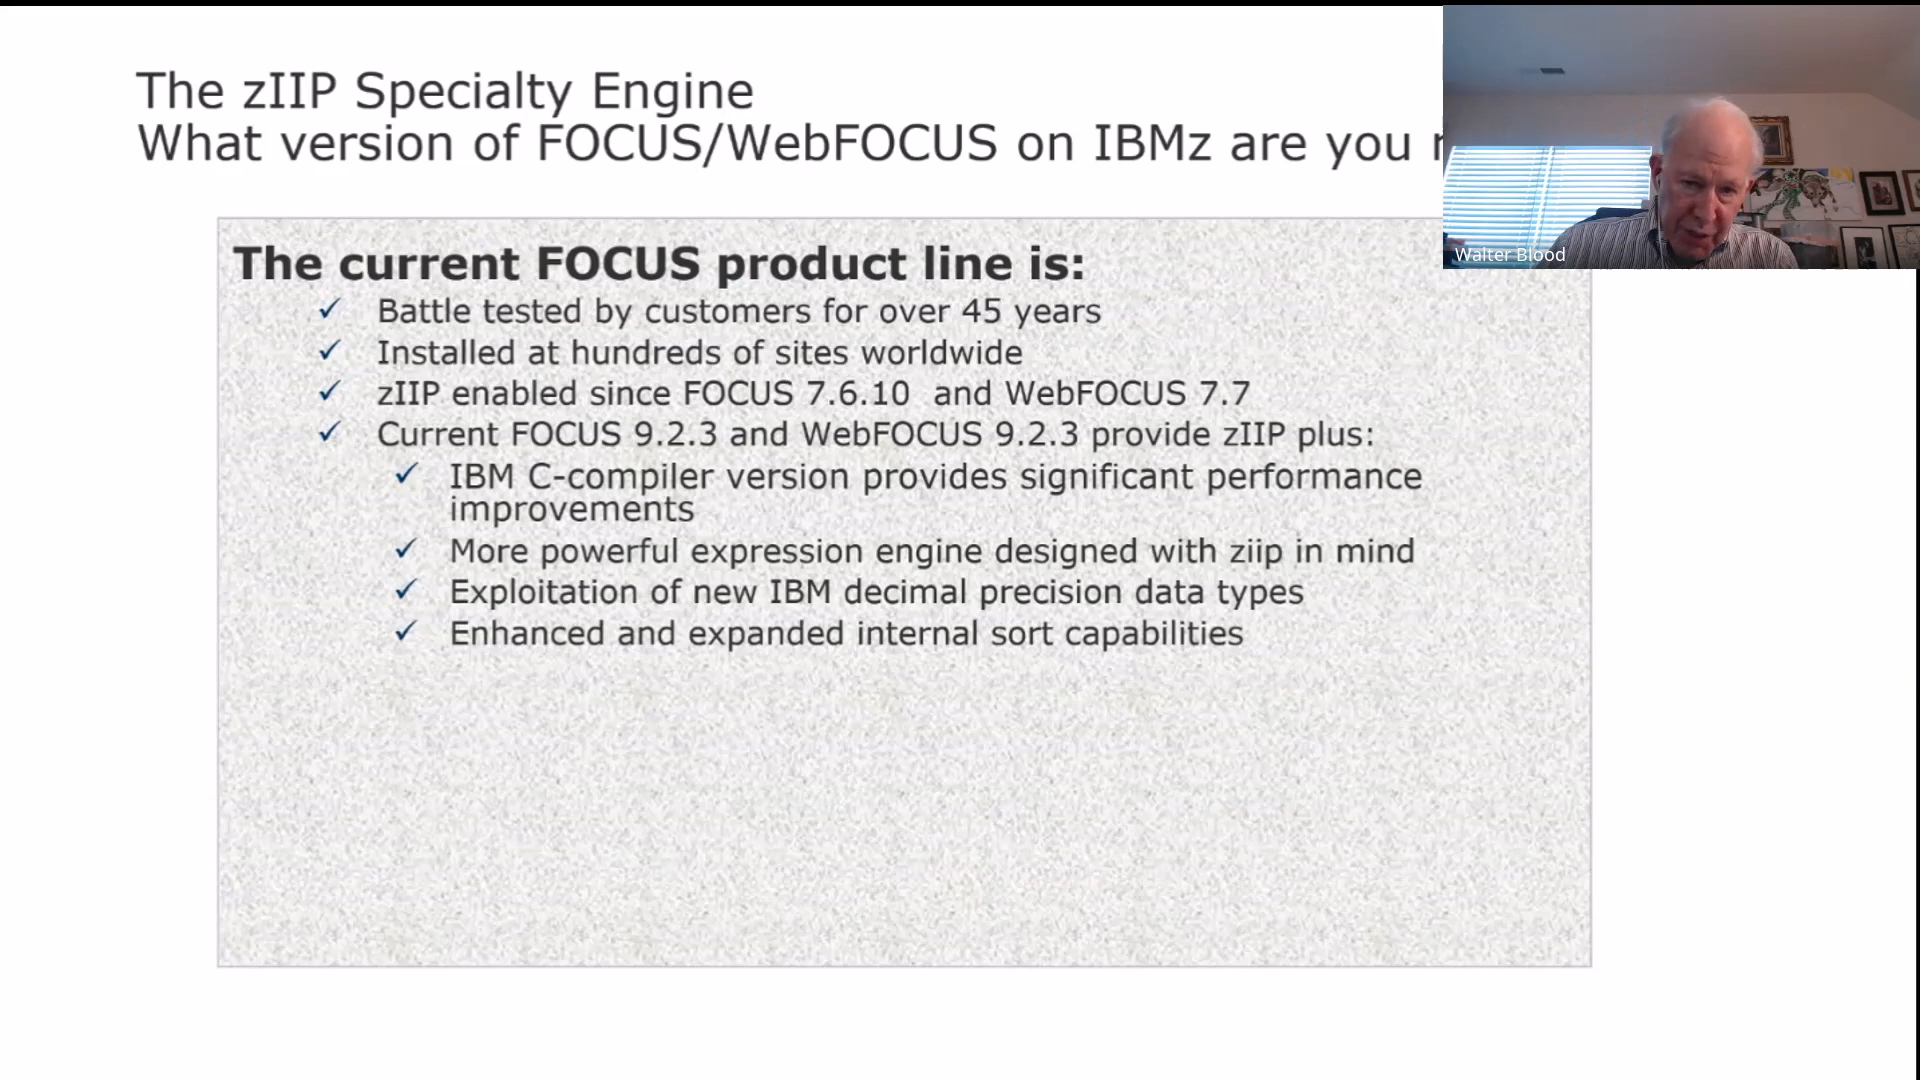 The zIIP Specialty Engine
What version of FOCUS/WebFOCUS on IBMz are you
Walter Blood
The current FOCUS product line is:
Battle tested by customers for over 45 years
Installed at hundreds of sites worldwide
zIIP enabled since FOCUS 7.6.10 and WebFOCUS 7.7
Current FOCUS 9.2.3 and WebFOCUS 9.2.3 provide zIIP plus:
IBM C-compiler version provides significant performance
improvements
More powerful expression engine designed with ziip in mind
Exploitation of new IBM decimal precision data types
Enhanced and expanded internal sort capabilities